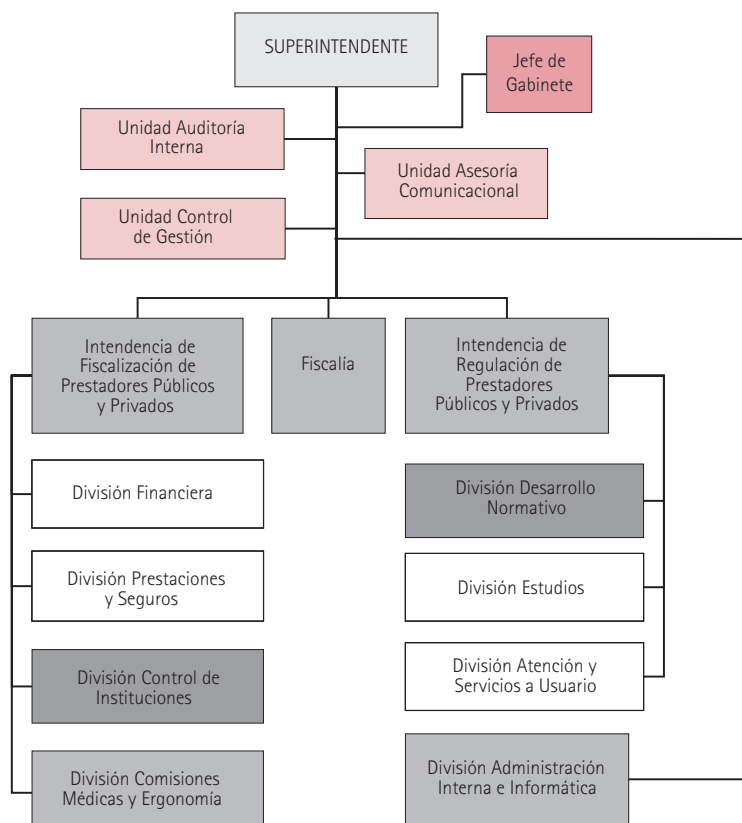 SUPERINTENDENTE
Jefe de
Gabinete
Unidad Auditoría
Interna
Unidad Asesoría
Comunicacional
Unidad Control
de Gestión
Intendencia de
Fiscalización de
Prestadores Públicos
y Privados
Fiscalía
Intendencia de
Regulación de
Prestadores
Públicos y Privados
División Financiera
División Prestaciones
y Seguros
División Control de
Instituciones
División Comisiones
Médicas y Ergonomía
División Desarrollo
Normativo
División Estudios
División Atención y
Servicios a Usuario
División Administración
Interna e Informática